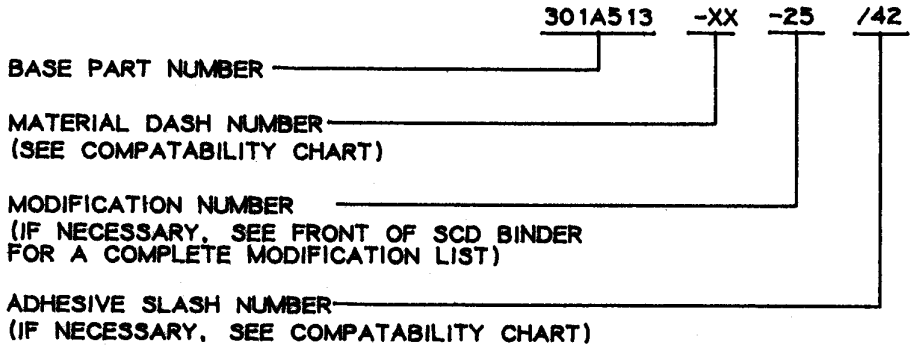 301A513 -XX -25 /42
BASE PART NUMBER
MATERIAL DASH NUMBER
(SEE COMPATABILITY CHART)
MODIFICATION NUMBER
(IF NECESSARY, SEE FRONT OF SCD BINDER
FOR A COMPLETE MODIFICATION LIST)
ADHESIVE SLASH NUMBER
(IF NECESSARY, SEE COMPATABILITY CHART)